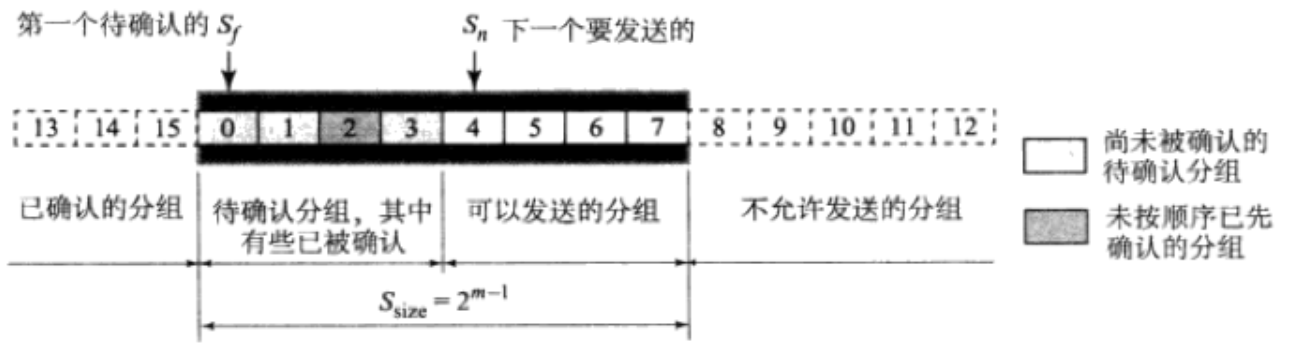 第一个待确认的 S_f
S_n 下一个要发送的
13 14 15 0 1 2 3 4 5 6 7 8 9 10 11 12
尚未被确认的
待确认分组
已确认的分组
待确认分组，其中
有些已被确认
可以发送的分组
不允许发送的分组
未按顺序已先
确认的分组
S_size = 2^{m-1}